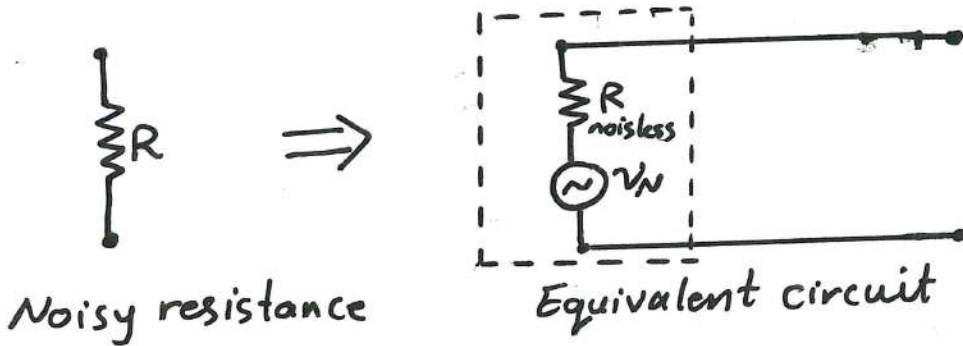 R
R
noisless
~
VN
Noisy resistance
Equivalent circuit